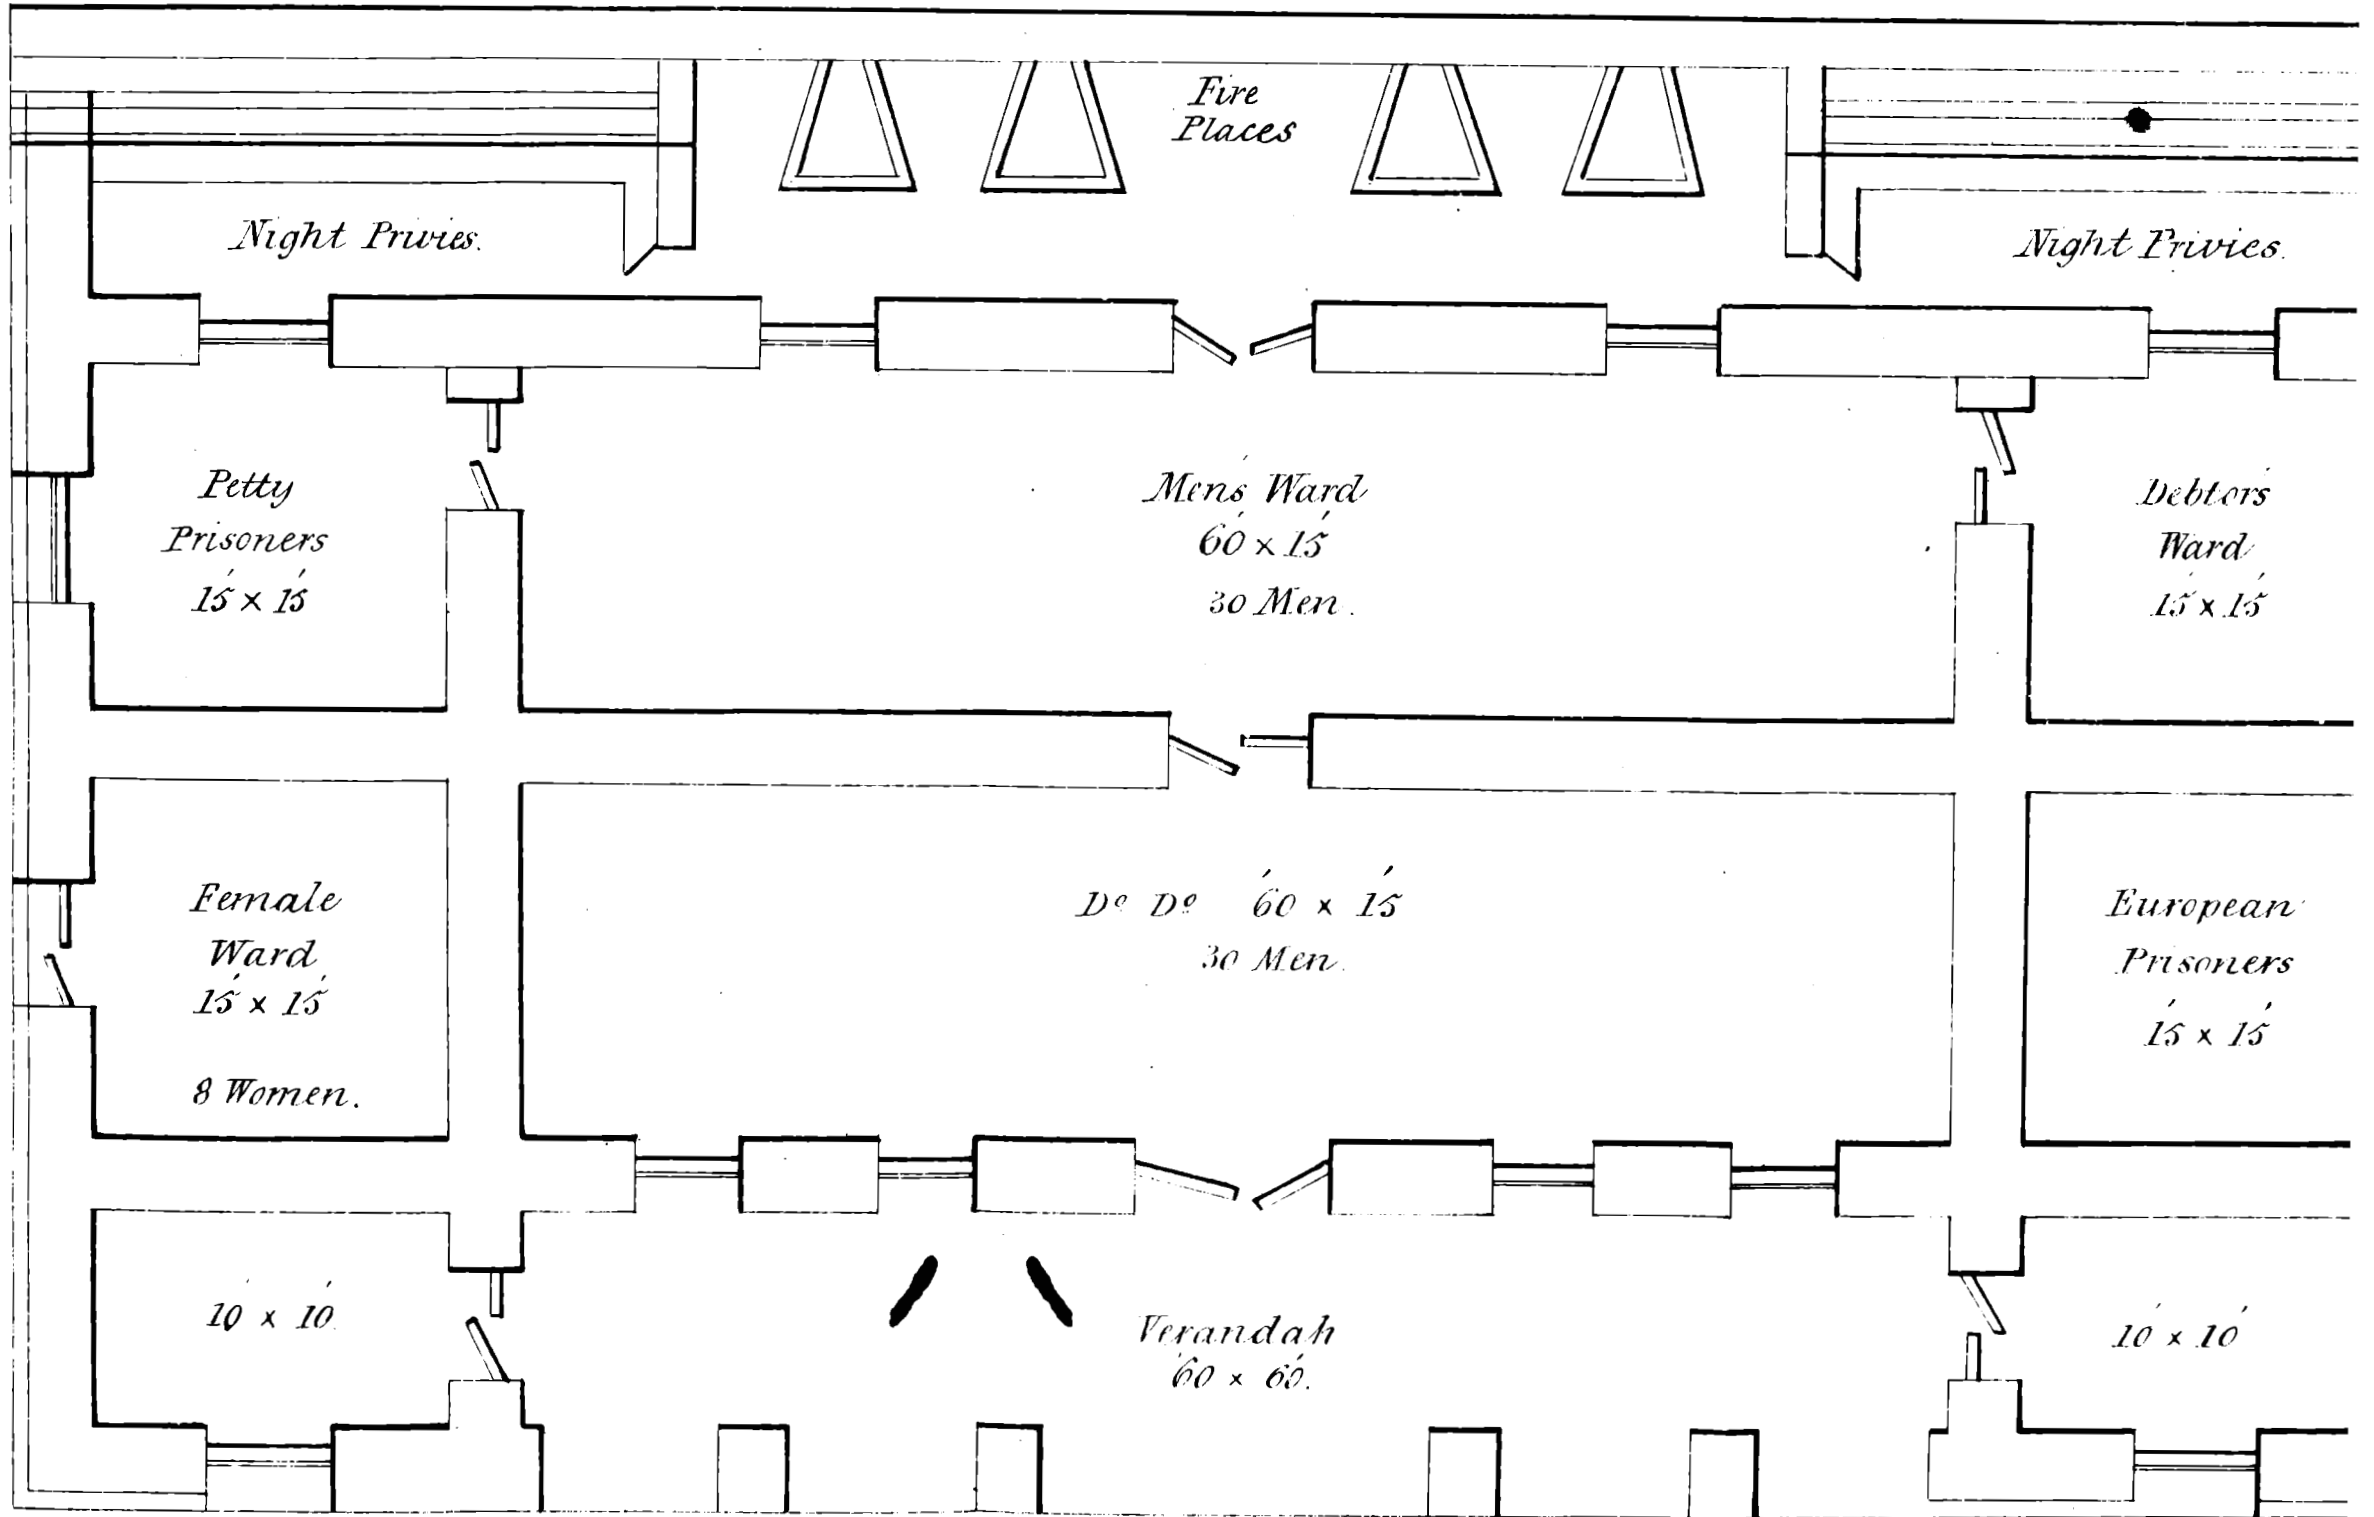 Fire
Places
Night Privies.
Night Privies.
Petty
Prisoners
15' × 15'
Men's Ward
60' × 15'
30 Men.
Debtors
Ward
15' × 15'
Female
Ward
15' × 15'
8 Women.
Dº Dº 60' × 15'
30 Men.
European
Prisoners
15' × 15'
10' × 10'
Verandah
60' × 60'.
10' × 10'